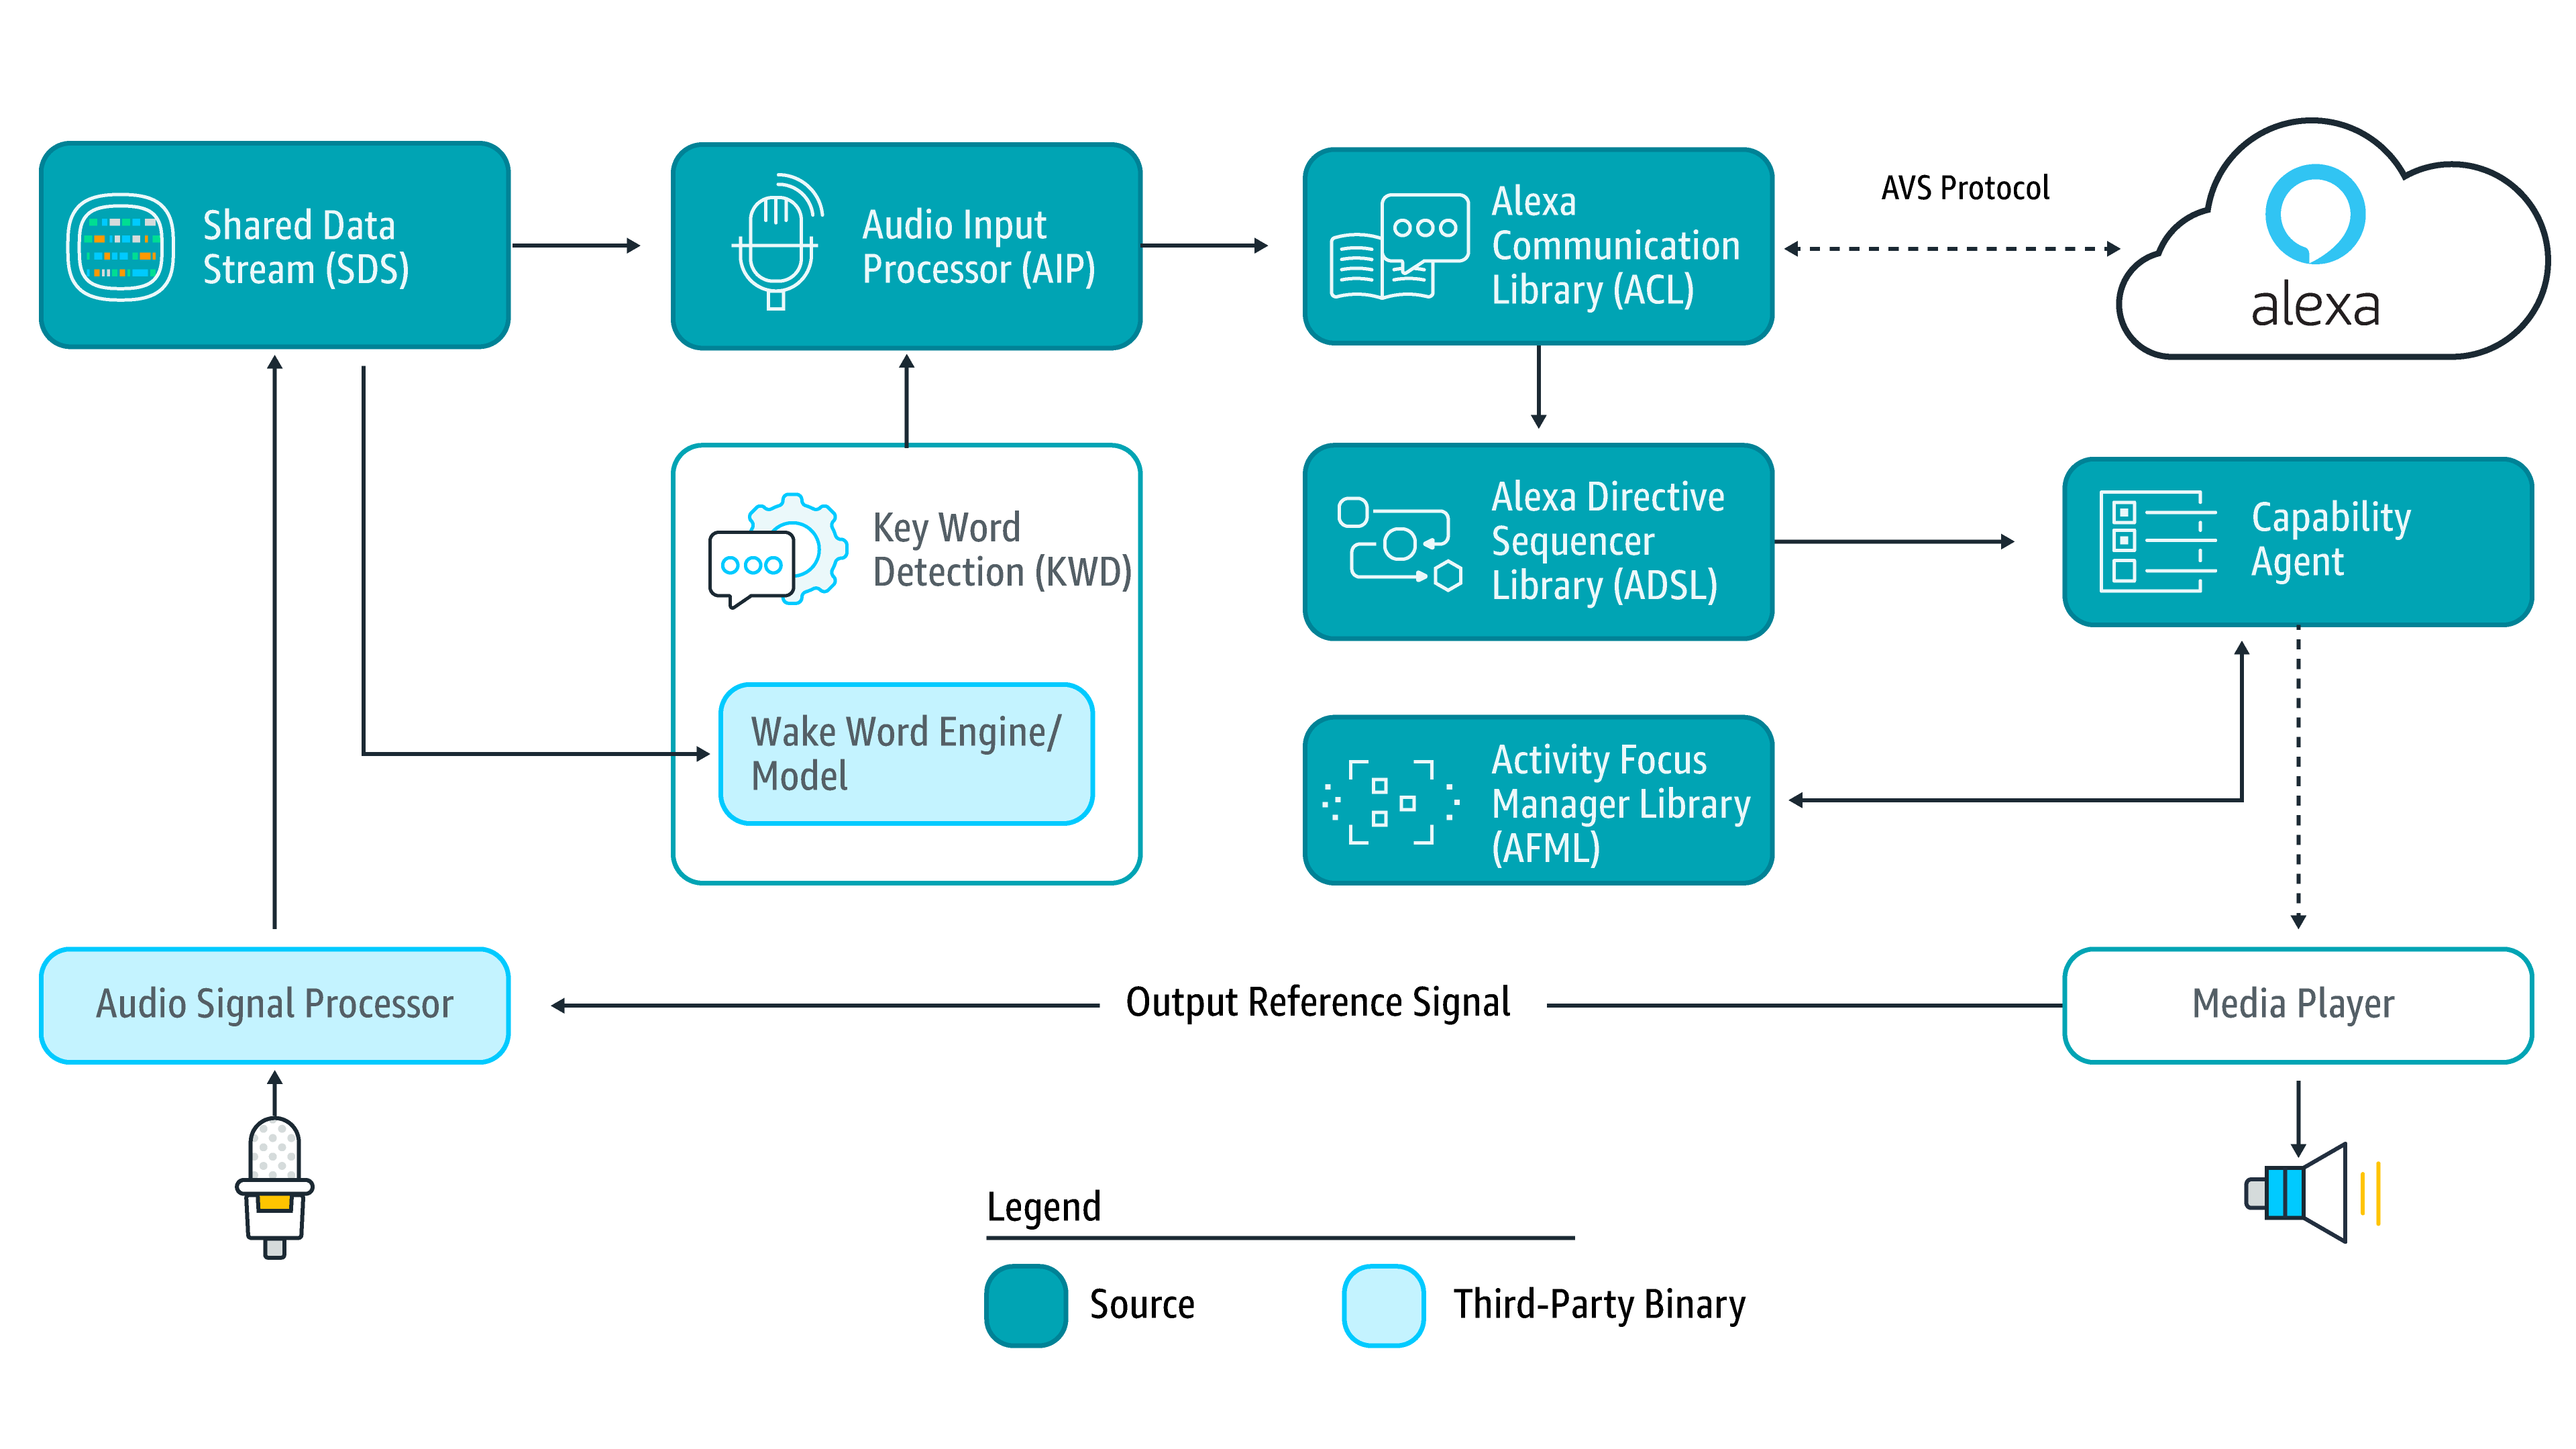 Shared Data
Stream (SDS)
Audio Input
Processor (AIP)
Alexa
Communication
Library (ACL)
AVS Protocol
alexa
Key Word
Detection (KWD)
Wake Word Engine/
Model
Alexa Directive
Sequencer
Library (ADSL)
Capability
Agent
Activity Focus
Manager Library
(AFML)
Audio Signal Processor
Output Reference Signal
Media Player
Legend
Source
Third-Party Binary